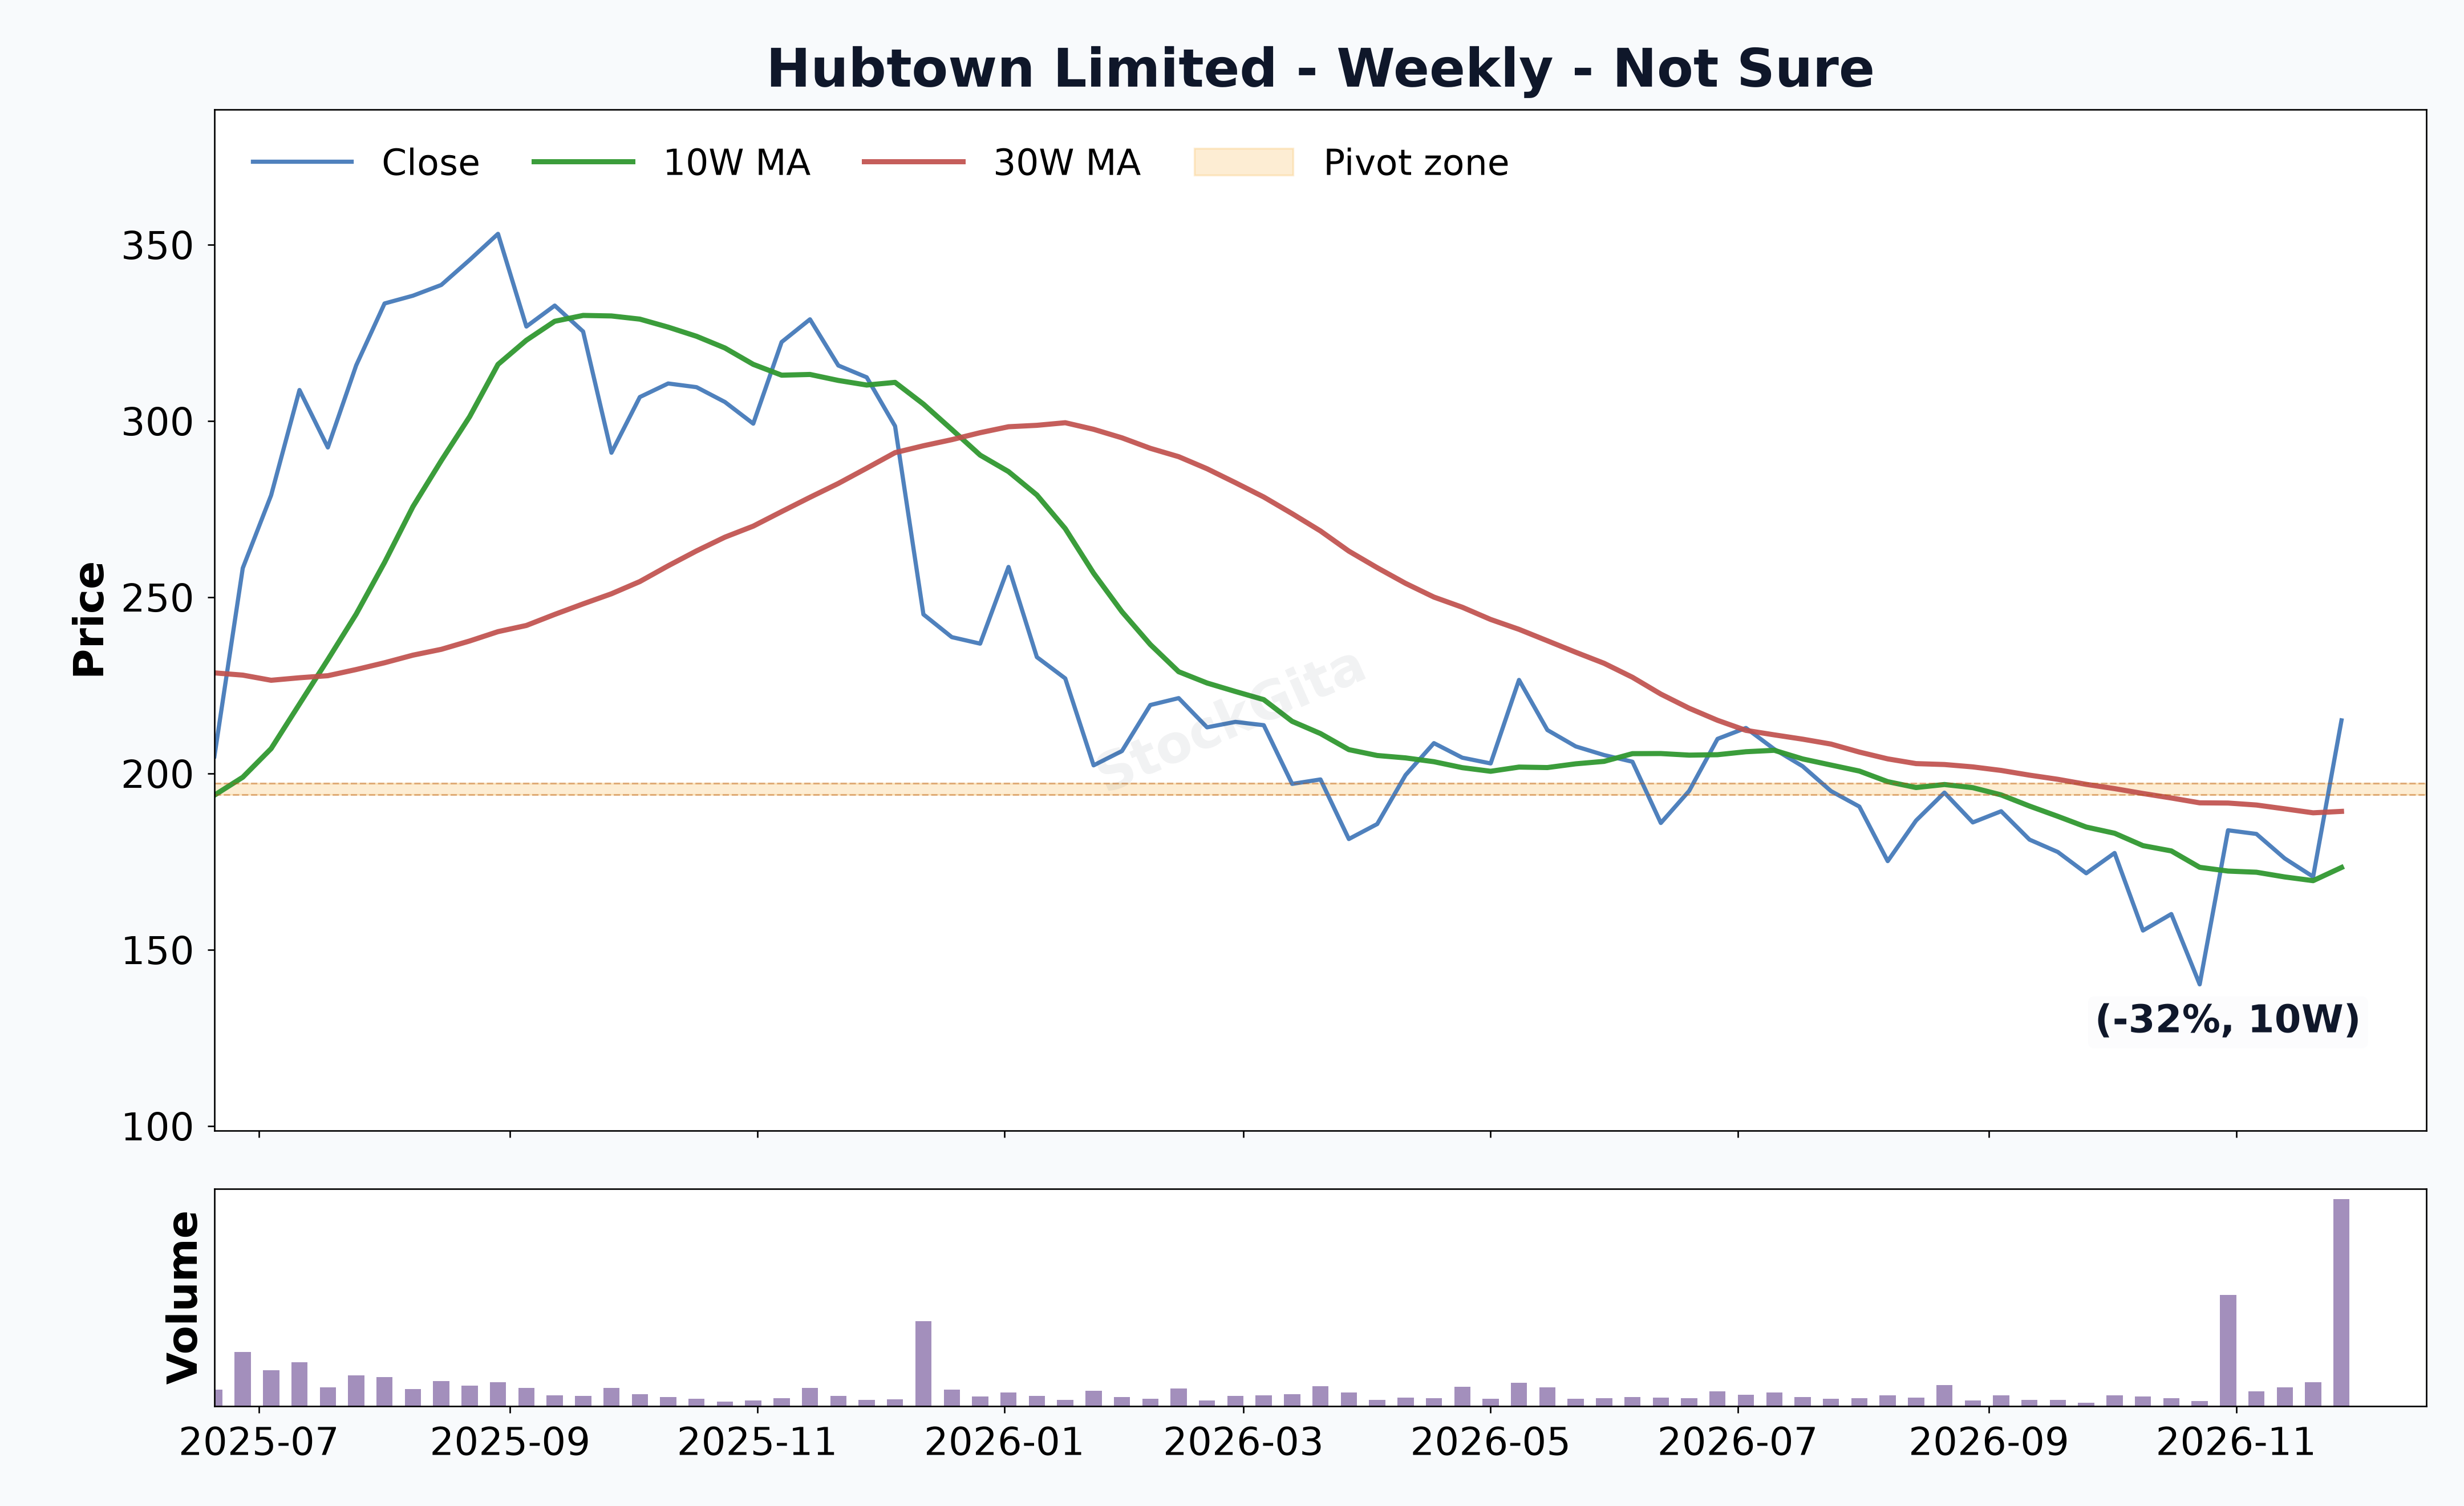 Hubtown Limited - Weekly - Not Sure
Close 10W MA 30W MA Pivot zone
Price
350
300
250
200
150
100
StockGita
(-32%, 10W)
Volume
2025-07 2025-09 2025-11 2026-01 2026-03 2026-05 2026-07 2026-09 2026-11